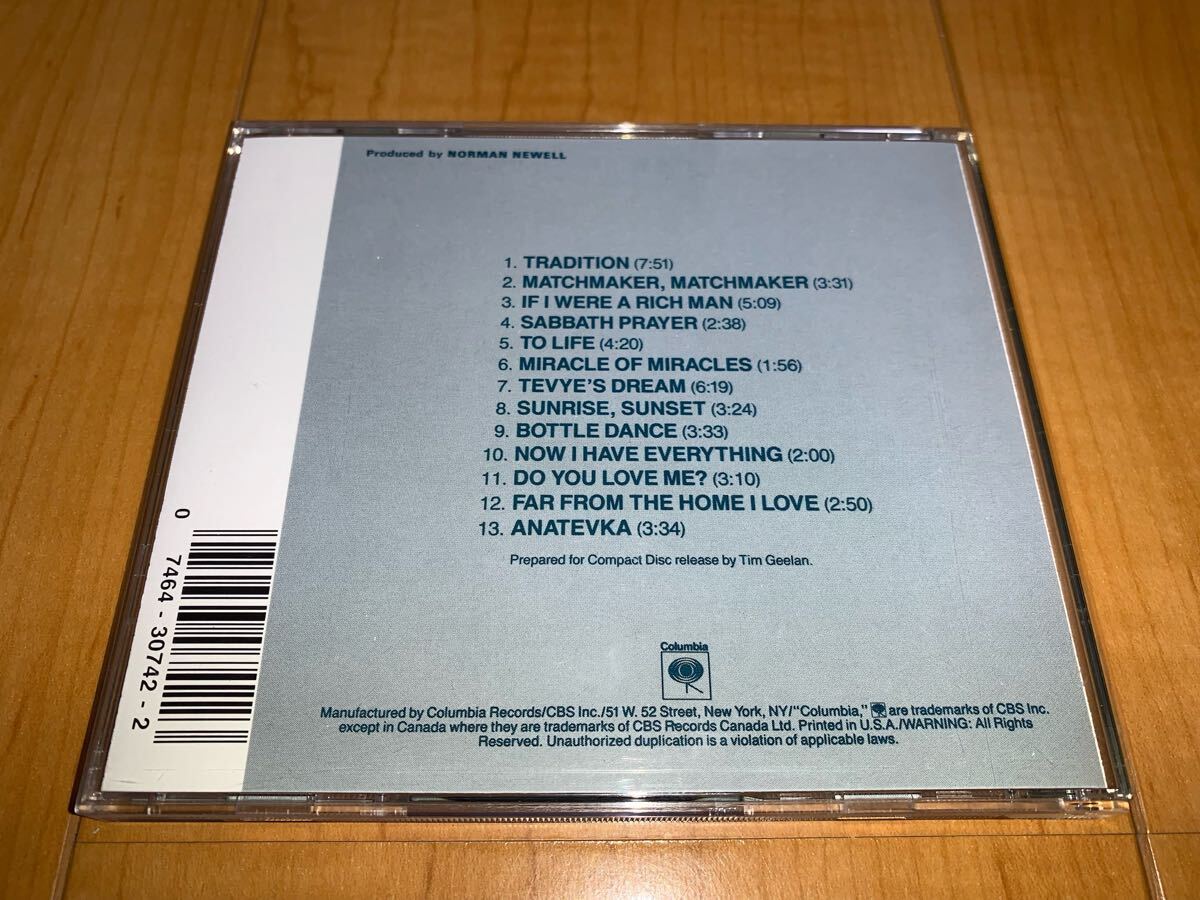 Produced by NORMAN NEWELL
1. TRADITION (7:51)
2. MATCHMAKER, MATCHMAKER (3:31)
3. IF I WERE A RICH MAN (5:09)
4. SABBATH PRAYER (2:38)
5. TO LIFE (4:20)
6. MIRACLE OF MIRACLES (1:56)
7. TEVYE'S DREAM (6:19)
8. SUNRISE, SUNSET (3:24)
9. BOTTLE DANCE (3:33)
10. NOW I HAVE EVERYTHING (2:00)
11. DO YOU LOVE ME? (3:10)
12. FAR FROM THE HOME I LOVE (2:50)
13. ANATEVKA (3:34)
Prepared for Compact Disc release by Tim Geelan.
0 7464-30742-2
Columbia
Manufactured by Columbia Records/CBS Inc./51 W. 52 Street, New York, NY/"Columbia," are trademarks of CBS Inc.
except in Canada where they are trademarks of CBS Records Canada Ltd. Printed in U.S.A./WARNING: All Rights
Reserved. Unauthorized duplication is a violation of applicable laws.